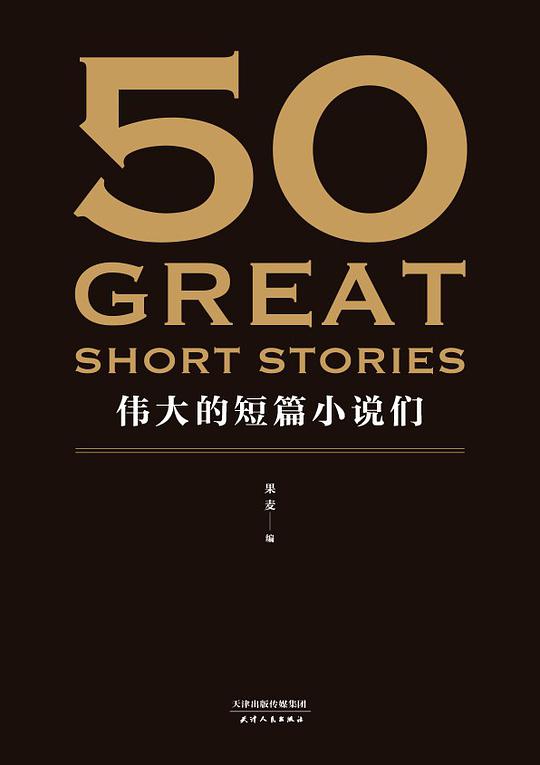 50
GREAT
SHORT STORIES
伟大的短篇小说们
果麦 编
天津出版传媒集团
天津人民出版社